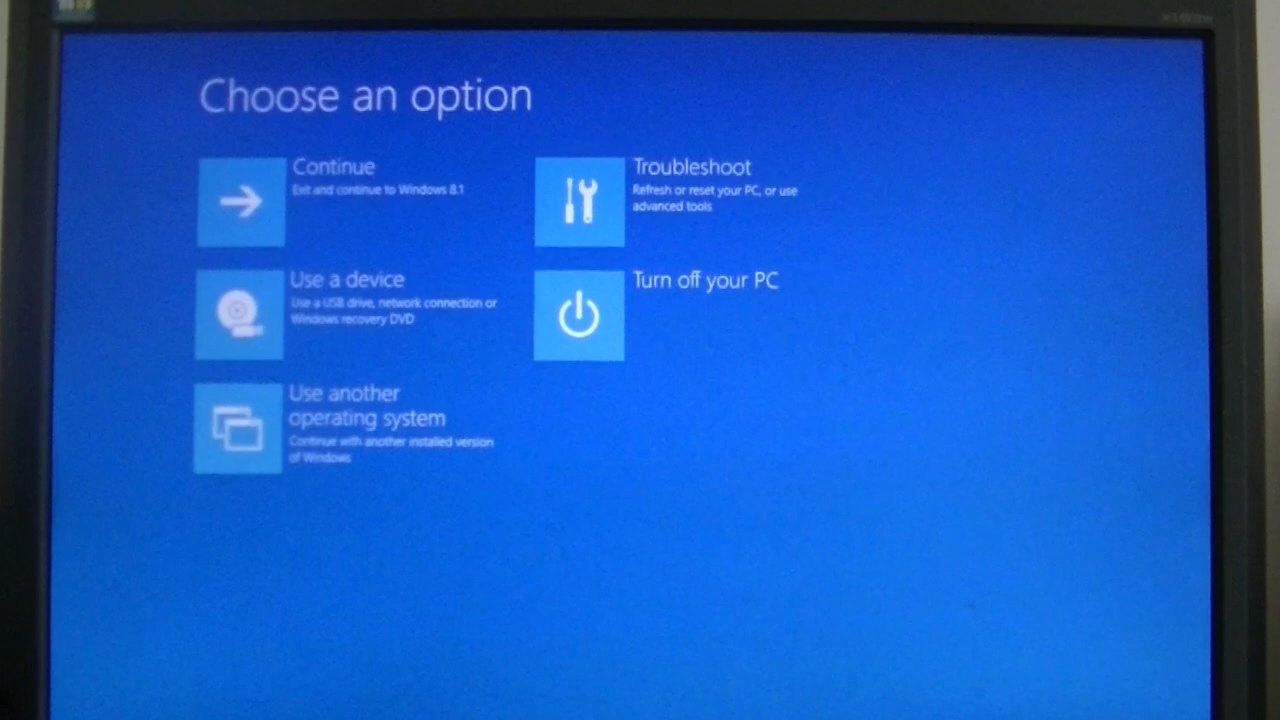 Choose an option
Continue
Exit and continue to Windows 8.1
Use a device
Use a USB drive, network connection or
Windows recovery DVD
Use another
operating system
Continue with another installed version
of Windows
Troubleshoot
Refresh or reset your PC, or use
advanced tools
Turn off your PC